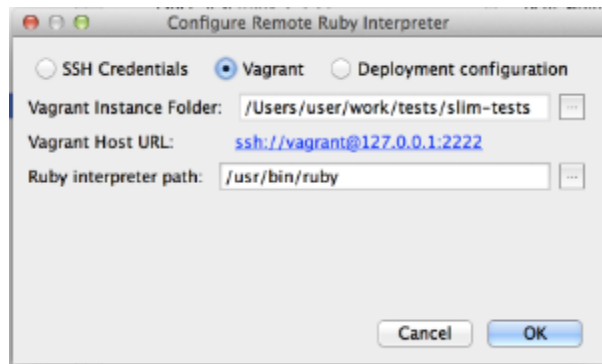 Configure Remote Ruby Interpreter
SSH Credentials Vagrant Deployment configuration
Vagrant Instance Folder: /Users/user/work/tests/slim-tests ...
Vagrant Host URL: ssh://vagrant@127.0.0.1:2222
Ruby interpreter path: /usr/bin/ruby ...
Cancel OK